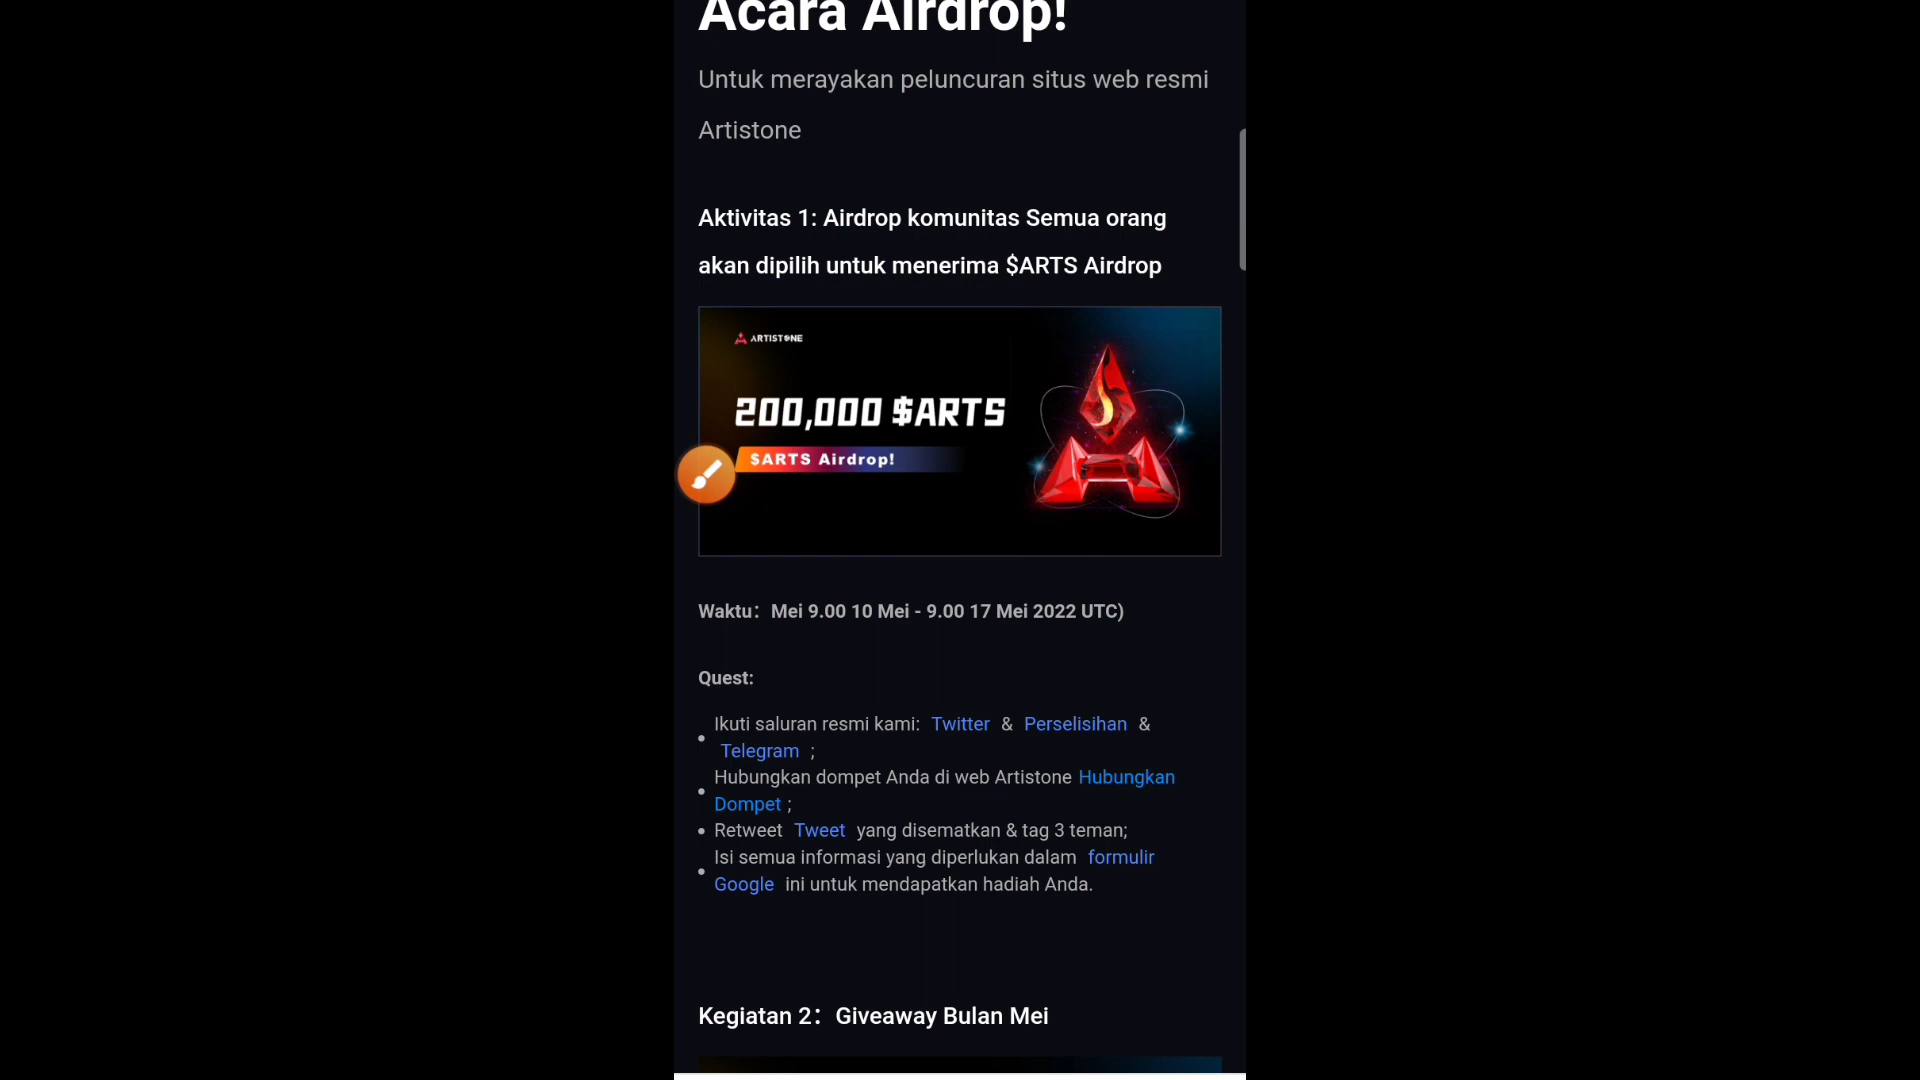 Acara Airdrop!
Untuk merayakan peluncuran situs web resmi
Artistone
Aktivitas 1: Airdrop komunitas Semua orang
akan dipilih untuk menerima $ARTS Airdrop
ARTISTONE
200,000 $ARTS
$ARTS Airdrop!
Waktu：Mei 9.00 10 Mei - 9.00 17 Mei 2022 UTC)
Quest:
Ikuti saluran resmi kami: Twitter & Perselisihan &
Telegram ;
Hubungkan dompet Anda di web Artistone Hubungkan
Dompet ;
Retweet Tweet yang disematkan & tag 3 teman;
Isi semua informasi yang diperlukan dalam formulir
Google ini untuk mendapatkan hadiah Anda.
Kegiatan 2：Giveaway Bulan Mei